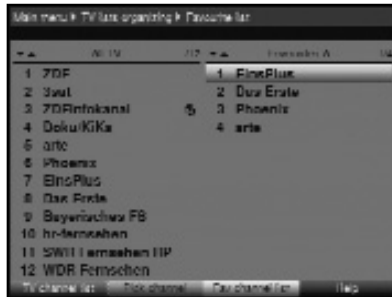 Main menu TV lists organizing Favourite list
All TV
1 ZDF
2 3sat
3 ZDFinfokanal
4 Doku/KiKa
5 arte
6 Phoenix
7 EinsPlus
8 Das Erste
9 Bayerisches FS
10 hr-fernsehen
11 SWR Fernsehen RP
12 WDR Fernsehen
1 EinsPlus
2 Das Erste
3 Phoenix
4 arte
TV channel list Pick channel Fav channel list Help